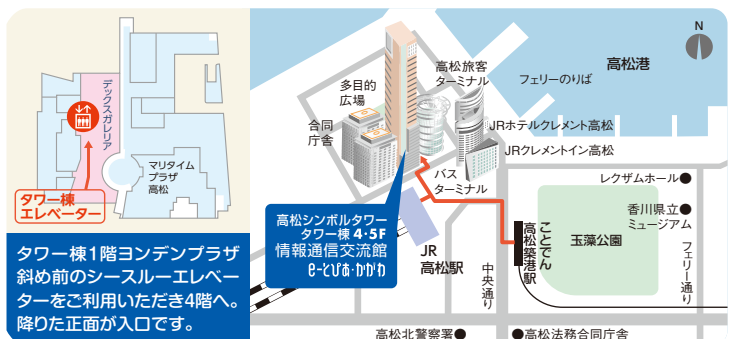 デックスガレリア
マリタイム
プラザ
高松
タワー棟
エレベーター
タワー棟1階ヨンデンプラザ
斜め前のシースルーエレベー
ターをご利用いただき4階へ。
降りた正面が入口です。
N
高松港
フェリーのりば
高松旅客
ターミナル
多目的
広場
合同
庁舎
JRホテルクレメント高松
JRクレメントイン高松
バス
ターミナル
レクザムホール●
香川県立●
ミュージアム
玉藻公園
高松シンボルタワー
タワー棟4・5F
情報通信交流館
e-とぴあ・かがわ
JR
高松駅
ことでん
高松築港駅
中央通り
フェリー通り
高松北警察署●
●高松法務合同庁舎